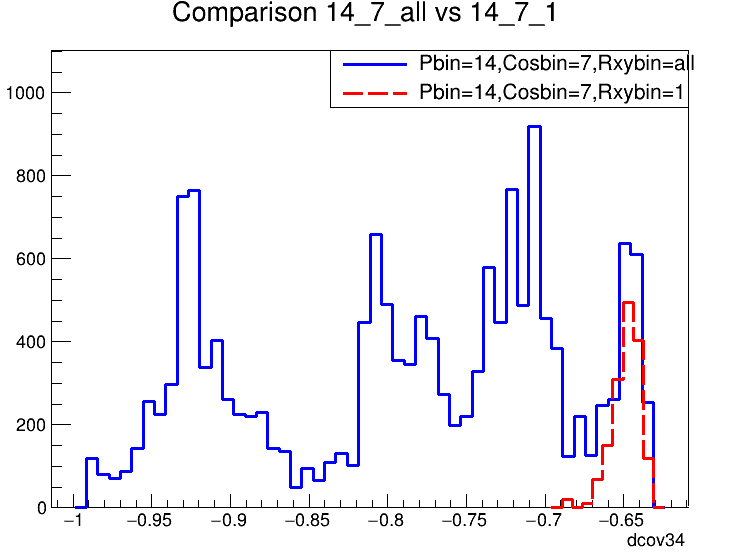 Comparison 14_7_all vs 14_7_1
Pbin=14,Cosbin=7,Rxybin=all
Pbin=14,Cosbin=7,Rxybin=1
1000
800
600
400
200
0
−1 −0.95 −0.9 −0.85 −0.8 −0.75 −0.7 −0.65
dcov34